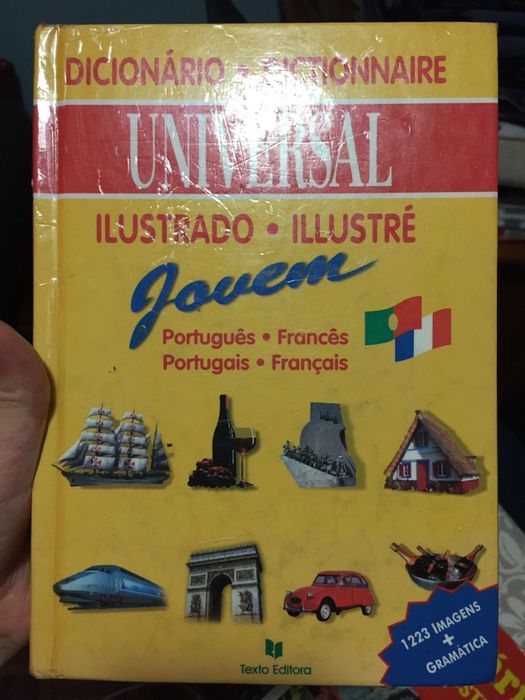 DICIONÁRIO • DICTIONNAIRE
UNIVERSAL
ILUSTRADO • ILLUSTRÉ
Jovem
Português • Francês
Portugais • Français
1223 IMAGENS
+
GRAMÁTICA
Texto Editora